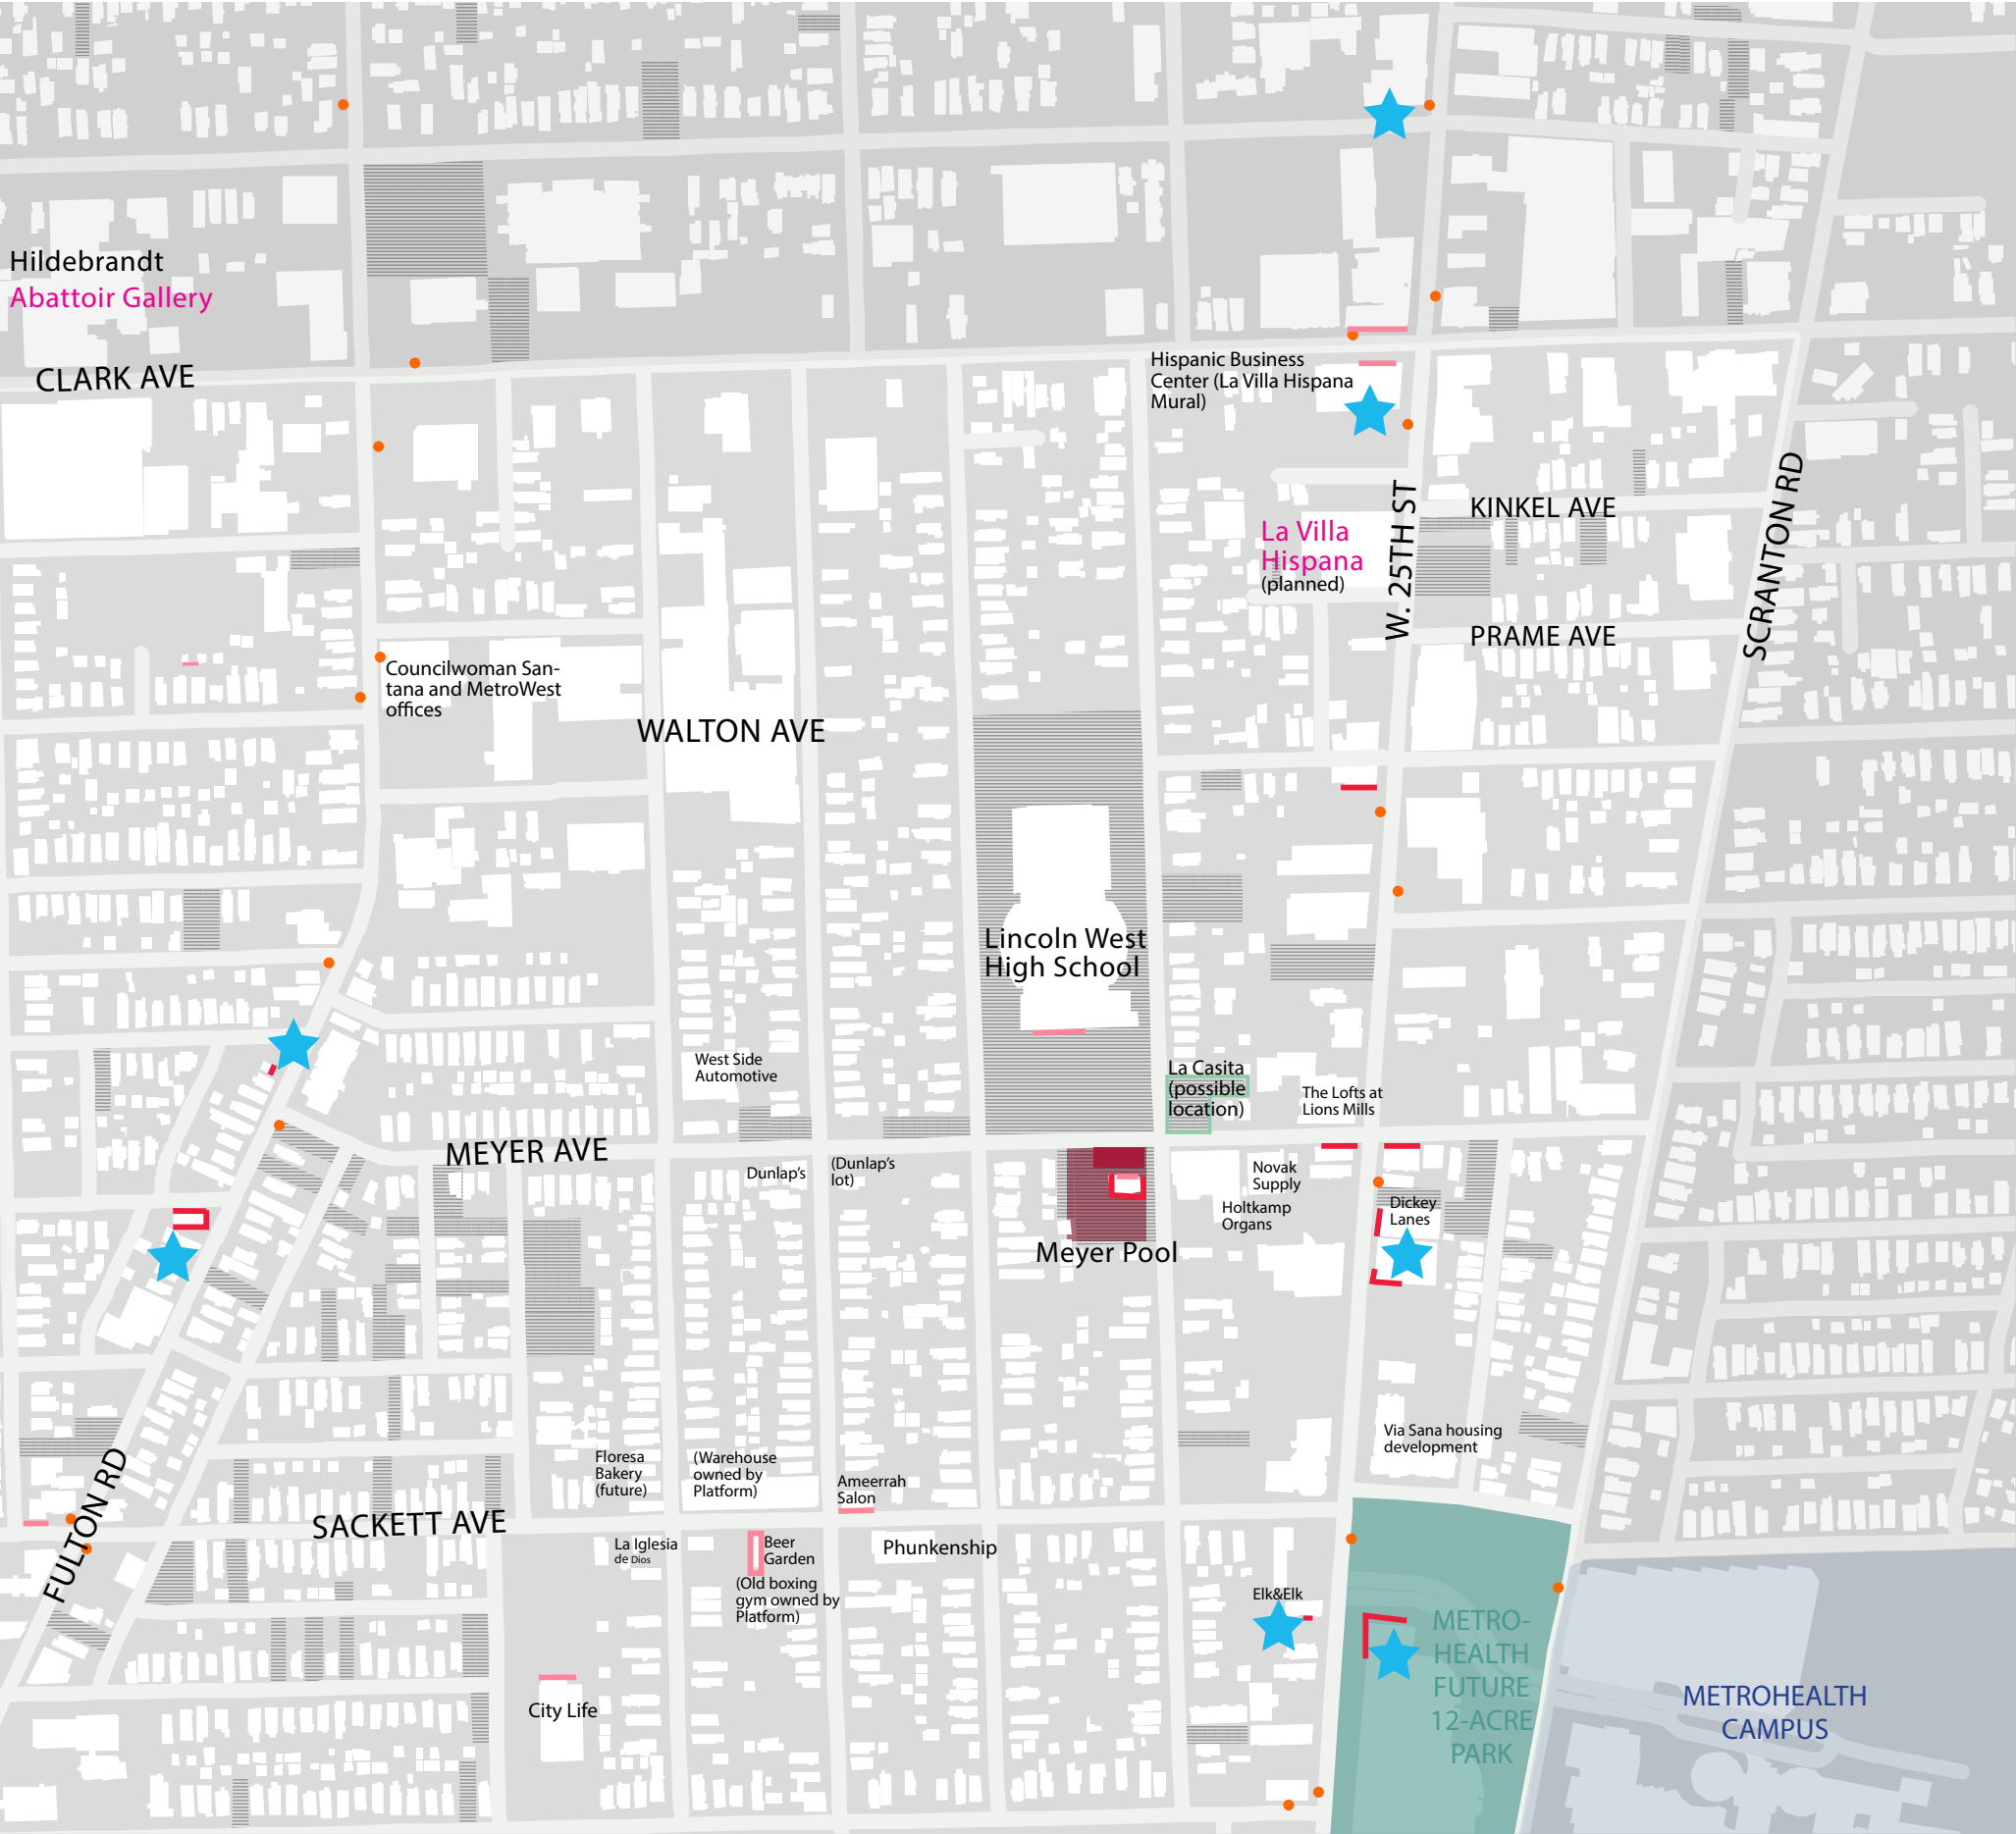 Hildebrandt
Abattoir Gallery
CLARK AVE
Hispanic Business
Center (La Villa Hispana
Mural)
W. 25TH ST
KINKEL AVE
SCRANTON RD
La Villa
Hispana
(planned)
PRAME AVE
Councilwoman San-
tana and MetroWest
offices
WALTON AVE
Lincoln West
High School
West Side
Automotive
La Casita
(possible
location)
The Lofts at
Lions Mills
MEYER AVE
Dunlap's
(Dunlap's
lot)
Novak
Supply
Holtkamp
Organs
Dickey
Lanes
Meyer Pool
Via Sana housing
development
Floresa
Bakery
(future)
(Warehouse
owned by
Platform)
Ameerrah
Salon
FULTON RD
SACKETT AVE
La Iglesia
de Dios
Beer
Garden
(Old boxing
gym owned by
Platform)
Phunkenship
Elk&Elk
City Life
METRO-
HEALTH
FUTURE
12-ACRE
PARK
METROHEALTH
CAMPUS